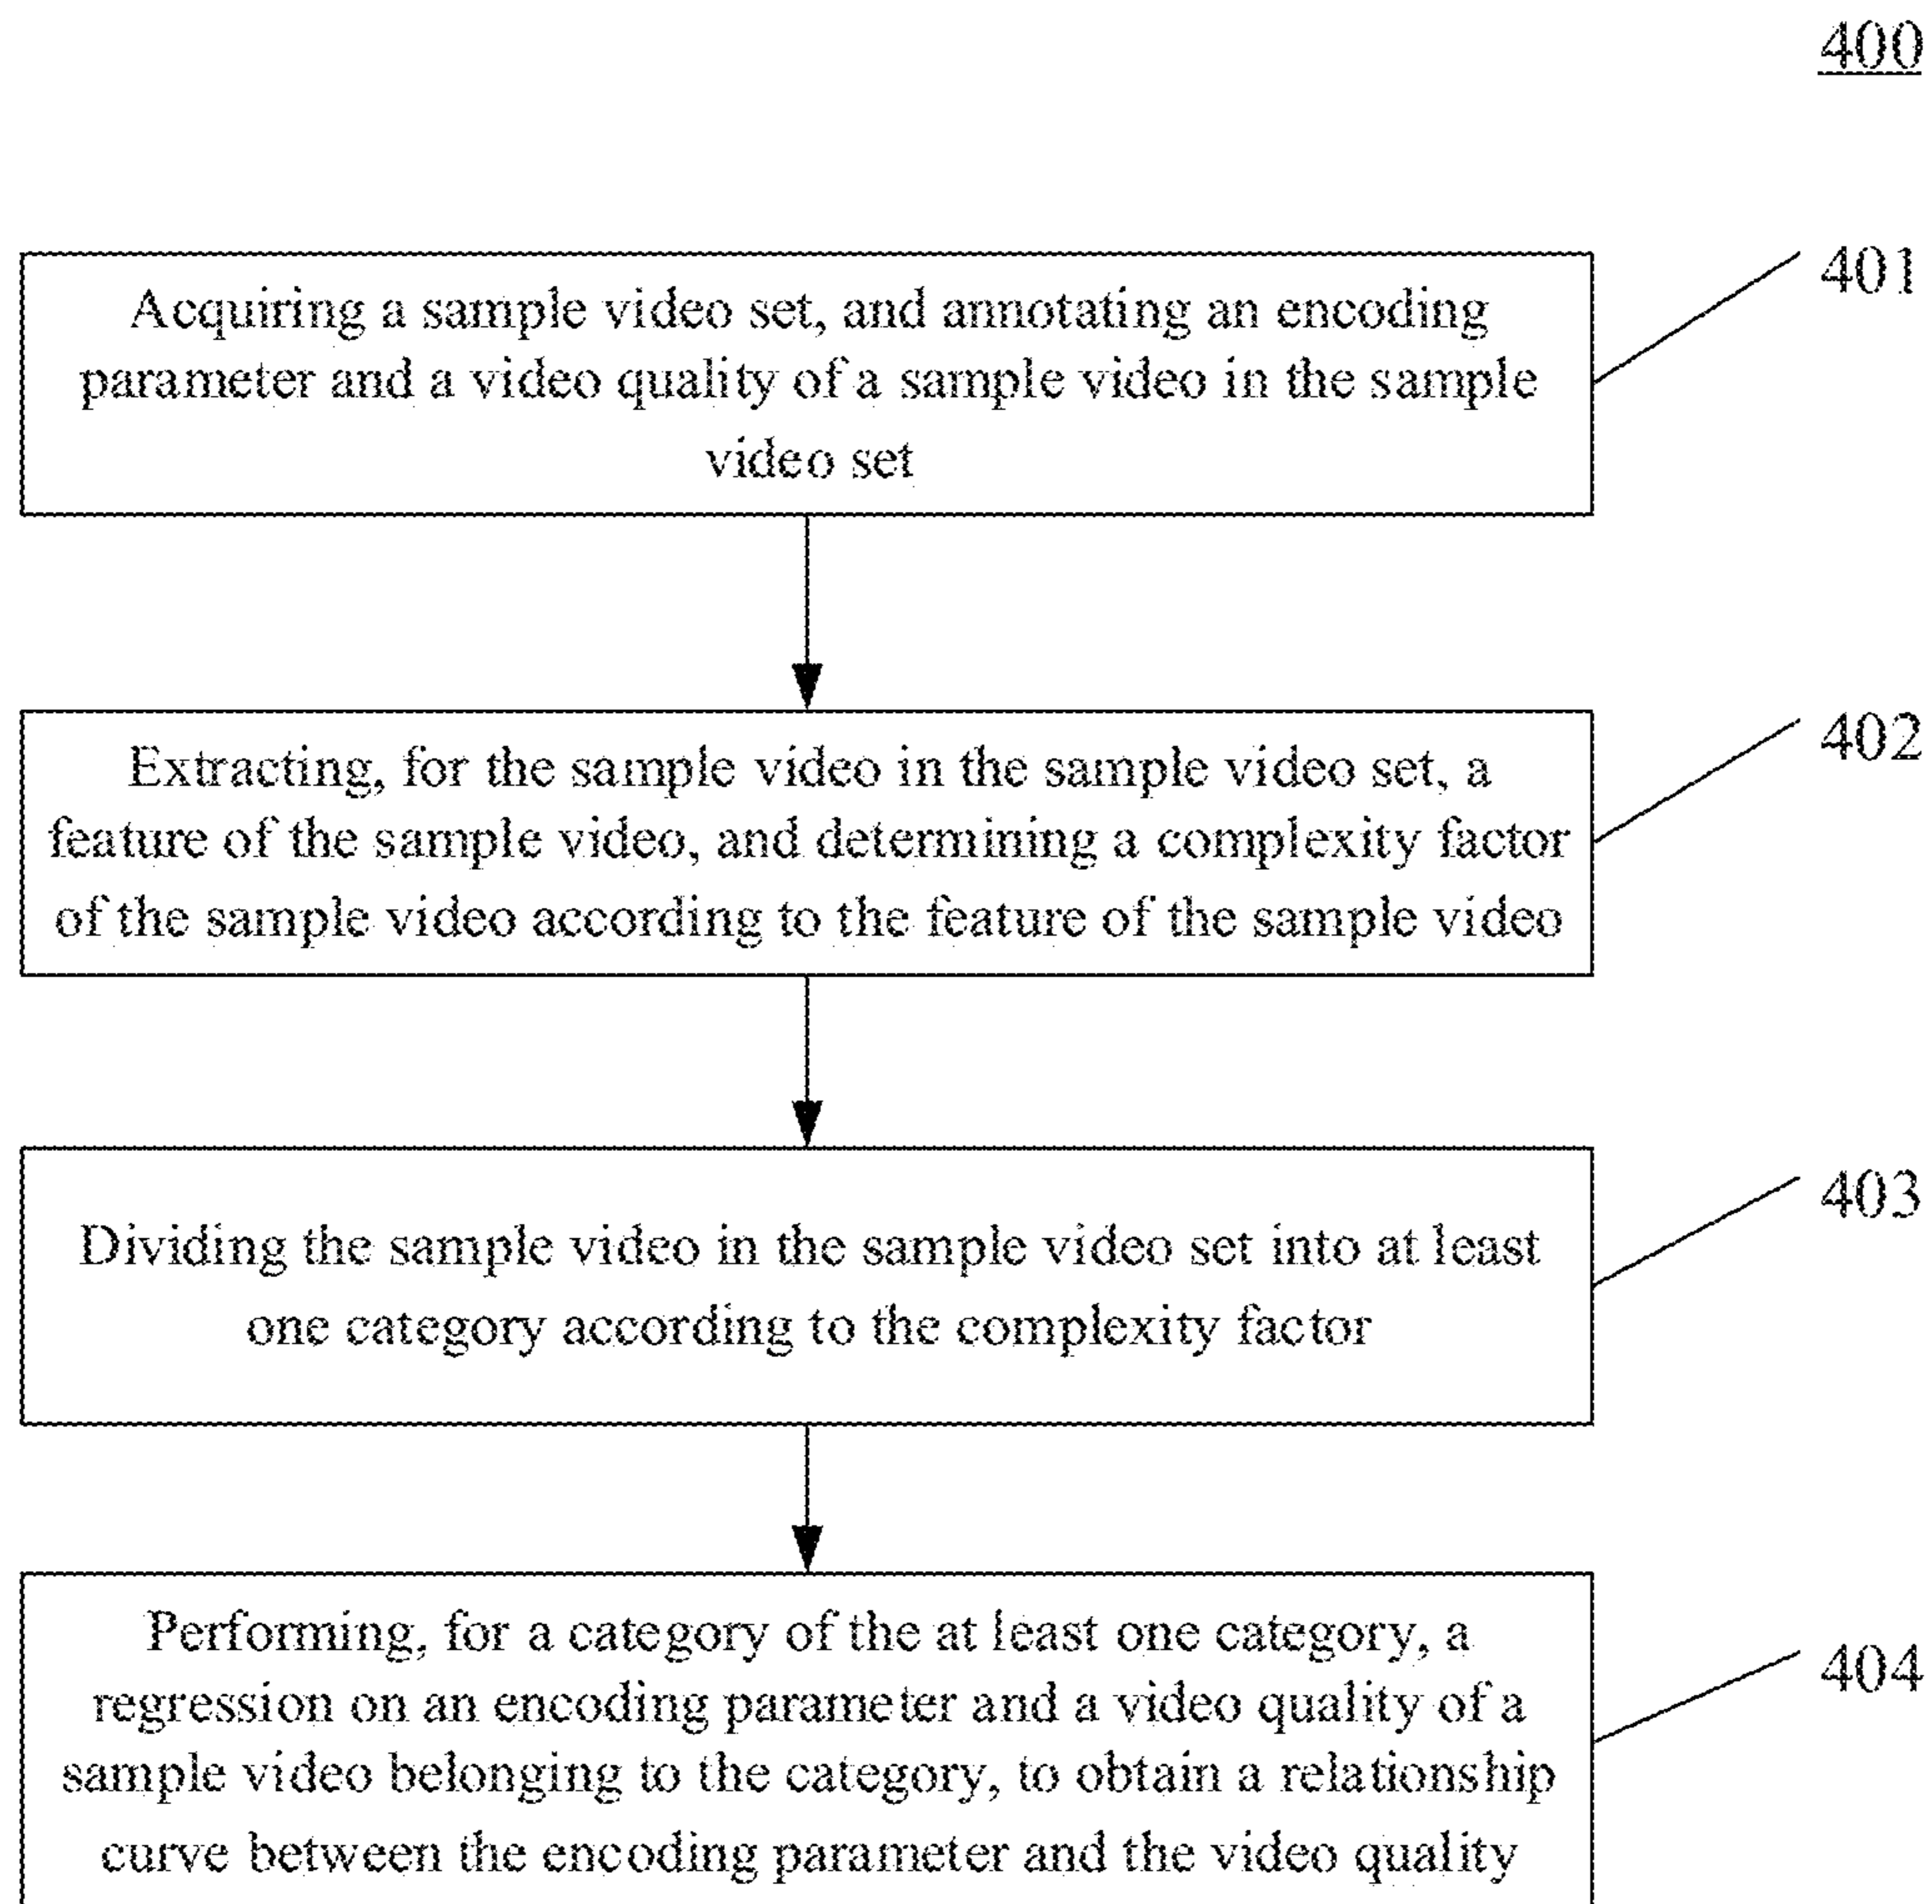 400
Acquiring a sample video set, and annotating an encoding
parameter and a video quality of a sample video in the sample
video set
401
Extracting, for the sample video in the sample video set, a
feature of the sample video, and determining a complexity factor
of the sample video according to the feature of the sample video
402
Dividing the sample video in the sample video set into at least
one category according to the complexity factor
403
Performing, for a category of the at least one category, a
regression on an encoding parameter and a video quality of a
sample video belonging to the category, to obtain a relationship
curve between the encoding parameter and the video quality
404